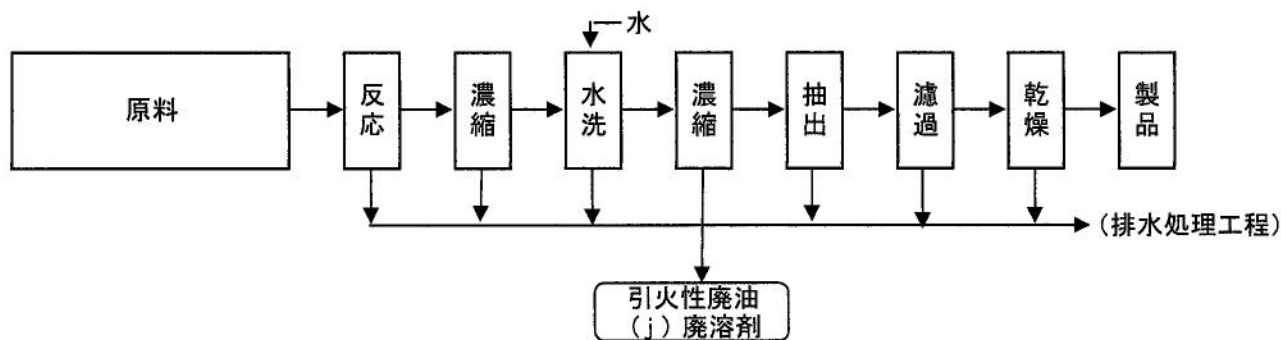 水
原料
反応
濃縮
水洗
濃縮
抽出
濾過
乾燥
製品
(排水処理工程)
引火性廃油
(j)廃溶剤